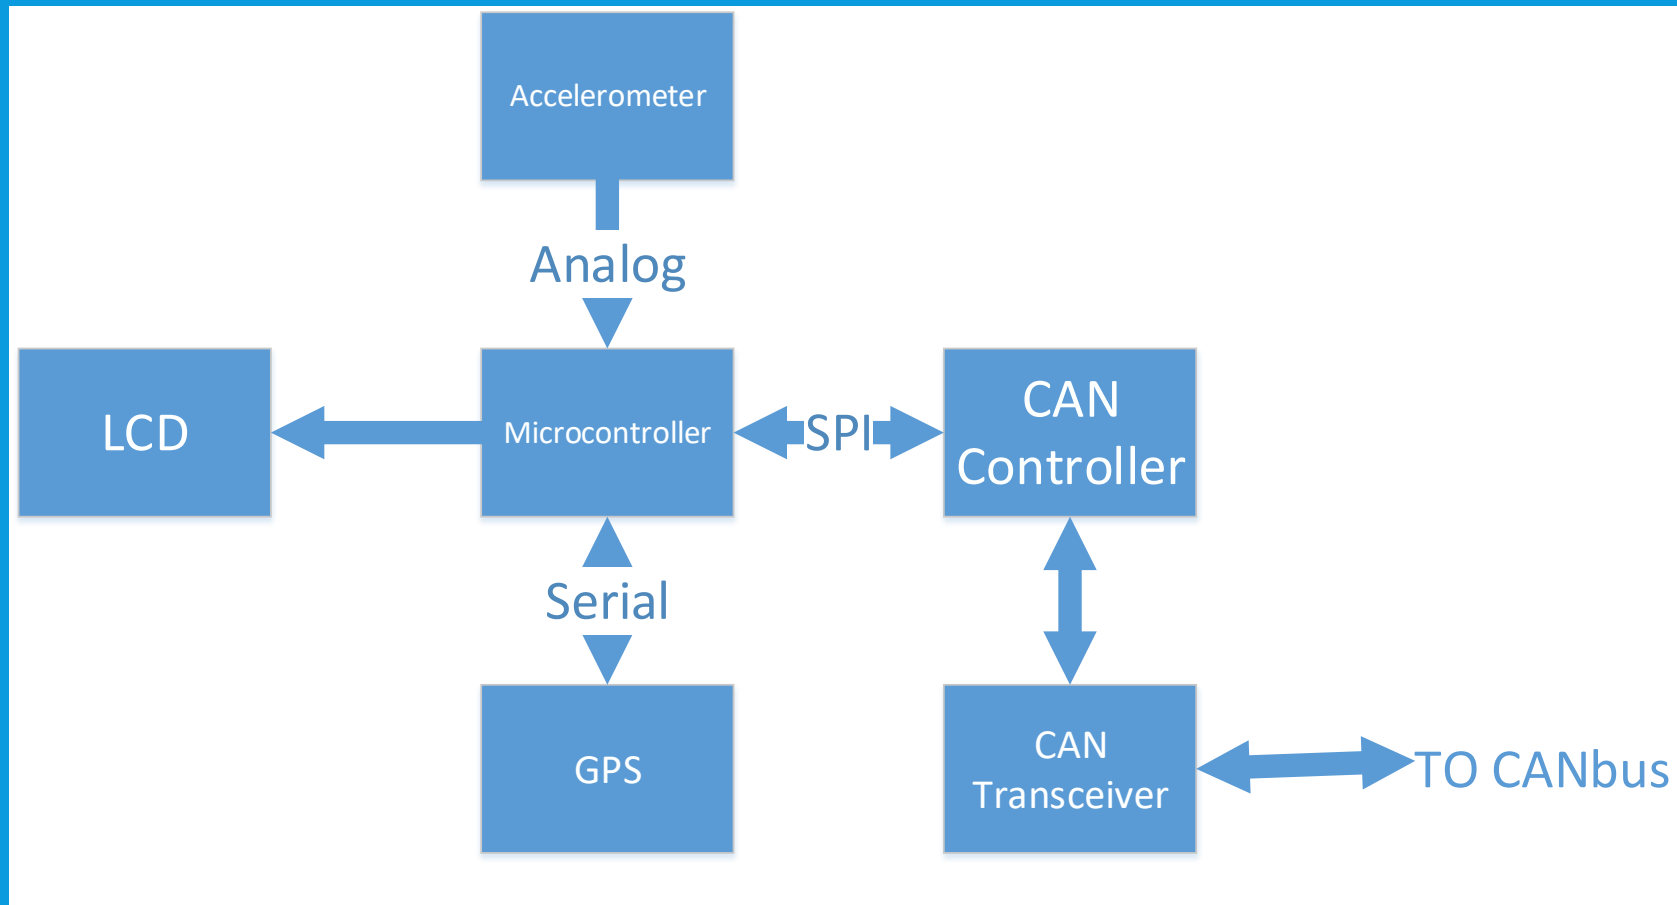 Accelerometer
Analog
LCD
Microcontroller
SPI
CAN
Controller
Serial
GPS
CAN
Transceiver
TO CANbus